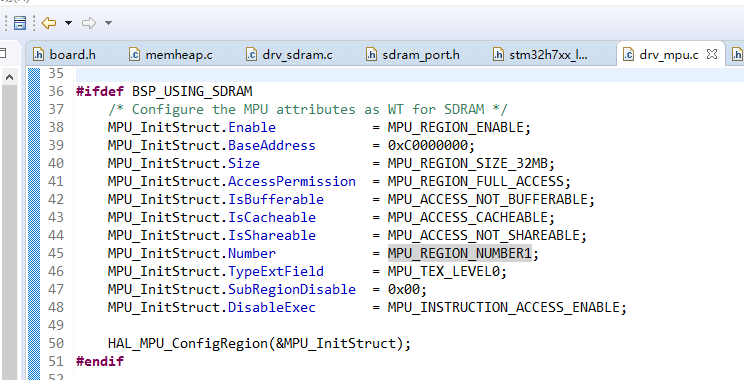 board.h
memheap.c
drv_sdram.c
sdram_port.h
stm32h7xx_l...
drv_mpu.c
35
36 #ifdef BSP_USING_SDRAM
37     /* Configure the MPU attributes as WT for SDRAM */
38     MPU_InitStruct.Enable            = MPU_REGION_ENABLE;
39     MPU_InitStruct.BaseAddress       = 0xC0000000;
40     MPU_InitStruct.Size              = MPU_REGION_SIZE_32MB;
41     MPU_InitStruct.AccessPermission  = MPU_REGION_FULL_ACCESS;
42     MPU_InitStruct.IsBufferable      = MPU_ACCESS_NOT_BUFFERABLE;
43     MPU_InitStruct.IsCacheable       = MPU_ACCESS_CACHEABLE;
44     MPU_InitStruct.IsShareable       = MPU_ACCESS_NOT_SHAREABLE;
45     MPU_InitStruct.Number            = MPU_REGION_NUMBER1;
46     MPU_InitStruct.TypeExtField      = MPU_TEX_LEVEL0;
47     MPU_InitStruct.SubRegionDisable  = 0x00;
48     MPU_InitStruct.DisableExec       = MPU_INSTRUCTION_ACCESS_ENABLE;
49
50     HAL_MPU_ConfigRegion(&MPU_InitStruct);
51 #endif